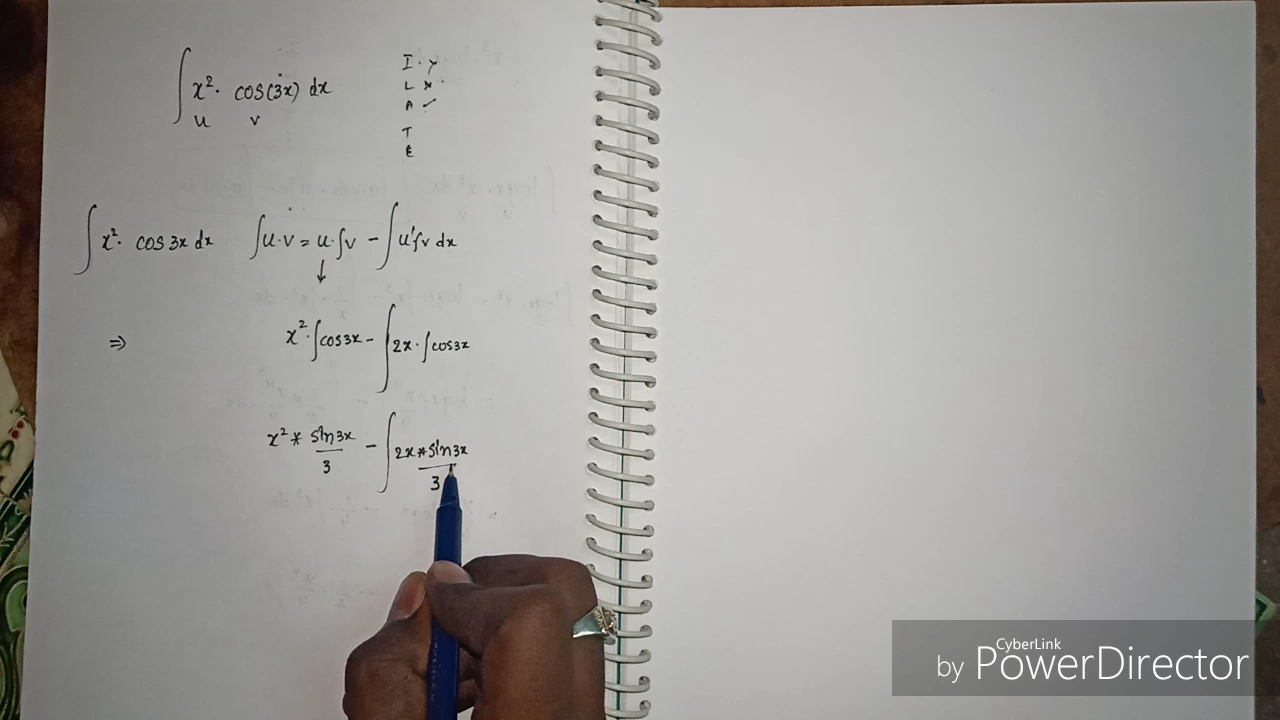 ∫ x². cos(3x) dx
u v
I. ×
L ×.
A ✓
T
E
∫ x². cos 3x dx ∫u.v = u.∫v - ∫u'∫v dx
↓
⇒ x².∫cos3x - ∫2x.∫cos3x
x² * sin3x/3 - ∫2x*sin3x/3
CyberLink
by PowerDirector